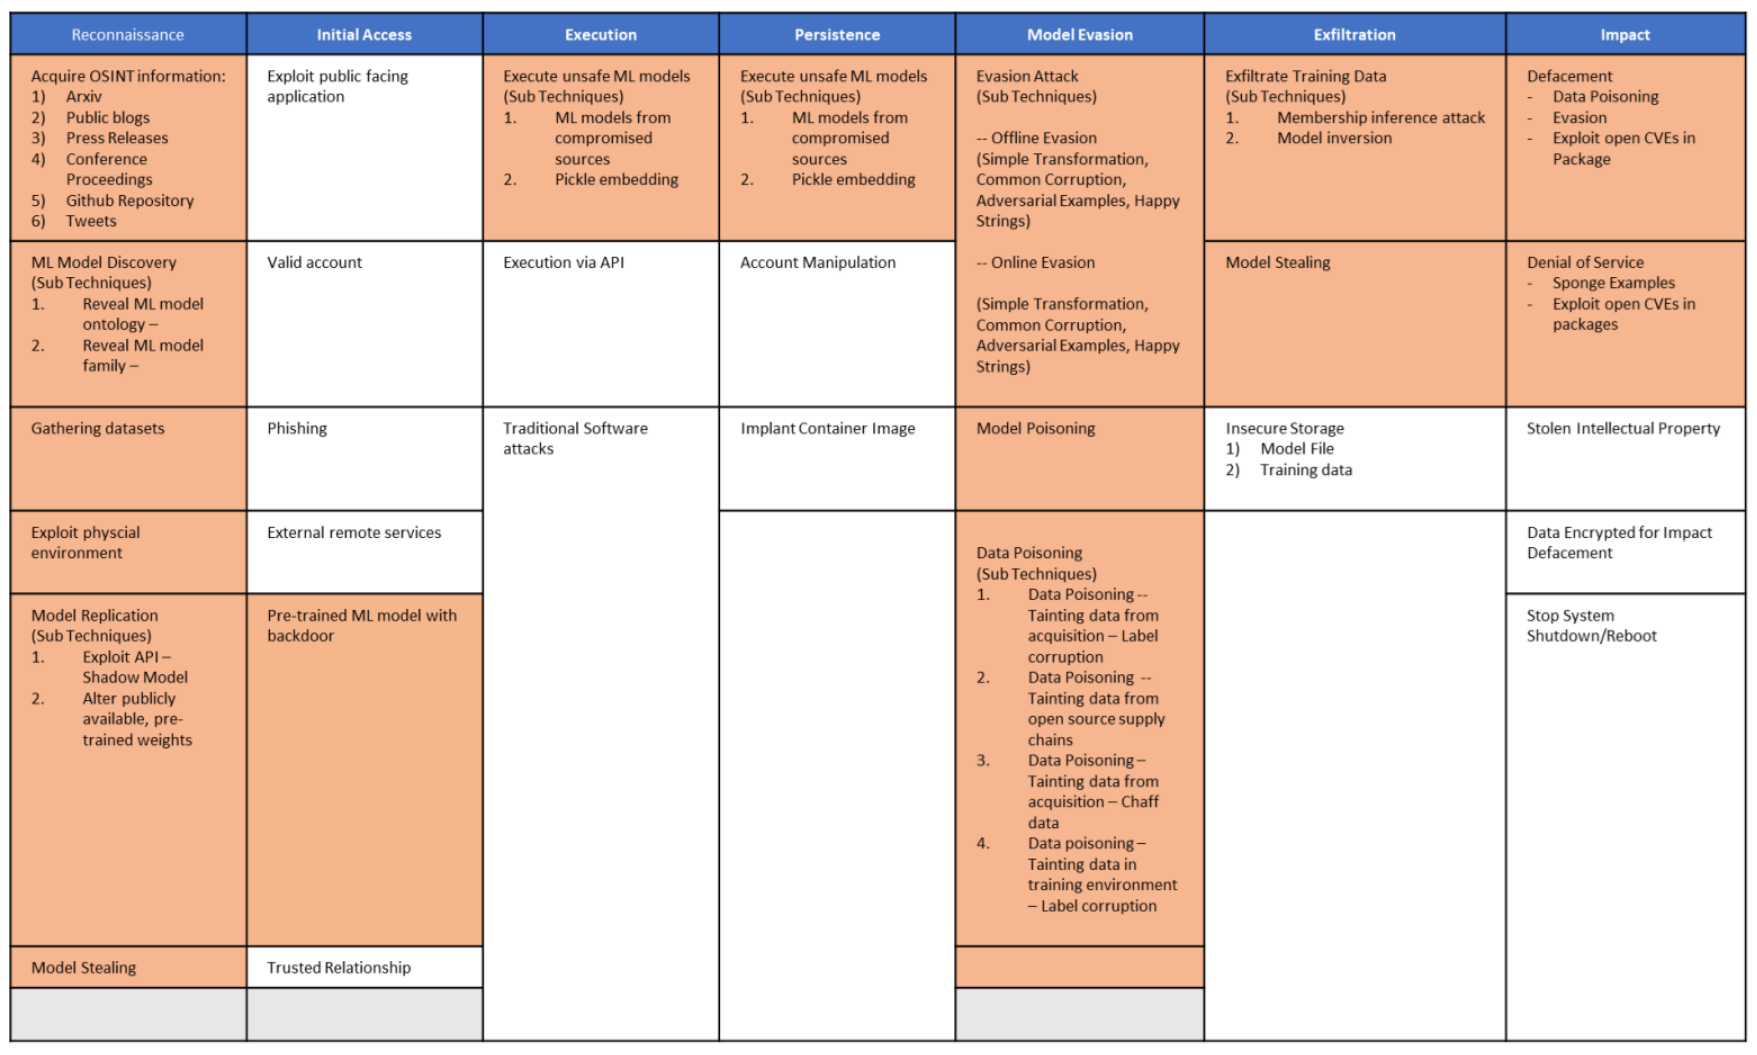 Reconnaissance
Initial Access
Execution
Persistence
Model Evasion
Exfiltration
Impact
Acquire OSINT information:
1) Arxiv
2) Public blogs
3) Press Releases
4) Conference
Proceedings
5) Github Repository
6) Tweets
Exploit public facing
application
Execute unsafe ML models
(Sub Techniques)
1. ML models from
compromised
sources
2. Pickle embedding
Execute unsafe ML models
(Sub Techniques)
1. ML models from
compromised
sources
2. Pickle embedding
Evasion Attack
(Sub Techniques)
-- Offline Evasion
(Simple Transformation,
Common Corruption,
Adversarial Examples, Happy
Strings)
-- Online Evasion
(Simple Transformation,
Common Corruption,
Adversarial Examples, Happy
Strings)
Exfiltrate Training Data
(Sub Techniques)
1. Membership inference attack
2. Model inversion
Defacement
- Data Poisoning
- Evasion
- Exploit open CVEs in
Package
ML Model Discovery
(Sub Techniques)
1. Reveal ML model
ontology –
2. Reveal ML model
family –
Valid account
Execution via API
Account Manipulation
Model Stealing
Denial of Service
- Sponge Examples
- Exploit open CVEs in
packages
Gathering datasets
Phishing
Traditional Software
attacks
Implant Container Image
Model Poisoning
Insecure Storage
1) Model File
2) Training data
Stolen Intellectual Property
Exploit physcial
environment
External remote services
Data Poisoning
(Sub Techniques)
1. Data Poisoning --
Tainting data from
acquisition – Label
corruption
2. Data Poisoning --
Tainting data from
open source supply
chains
3. Data Poisoning –
Tainting data from
acquisition – Chaff
data
4. Data poisoning –
Tainting data in
training environment
– Label corruption
Data Encrypted for Impact
Defacement
Model Replication
(Sub Techniques)
1. Exploit API –
Shadow Model
2. Alter publicly
available, pre-
trained weights
Pre-trained ML model with
backdoor
Stop System
Shutdown/Reboot
Model Stealing
Trusted Relationship